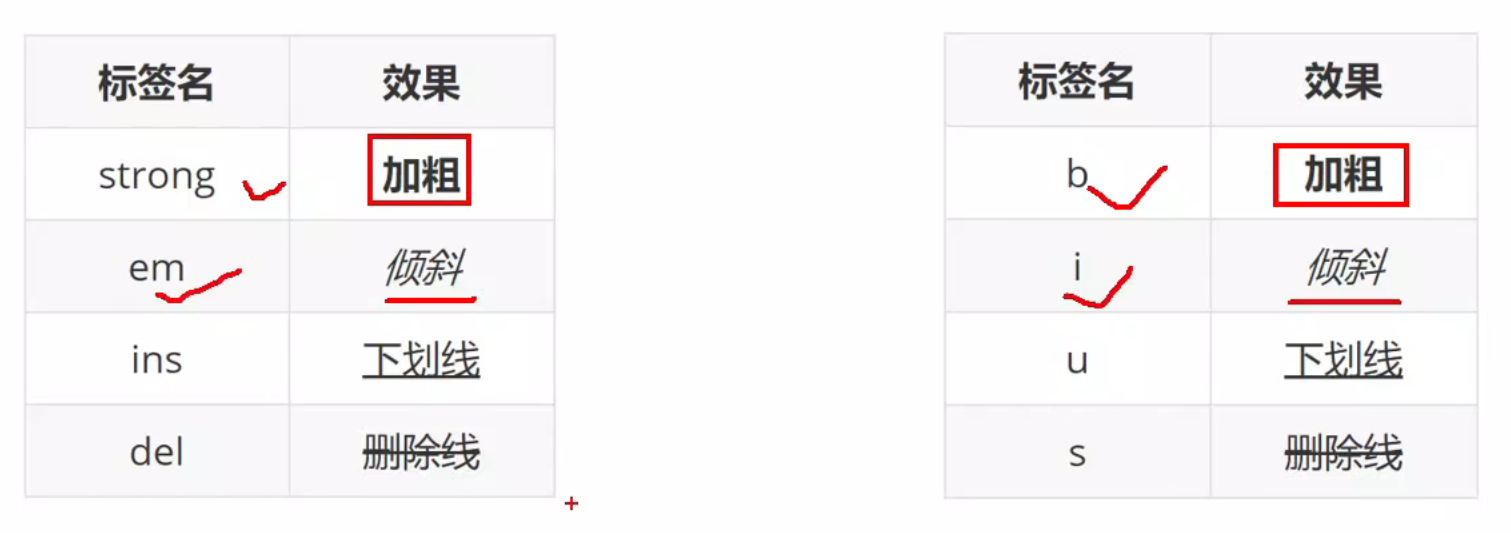 标签名 效果
strong 加粗
em 倾斜
ins 下划线
del 删除线
标签名 效果
b 加粗
i 倾斜
u 下划线
s 删除线